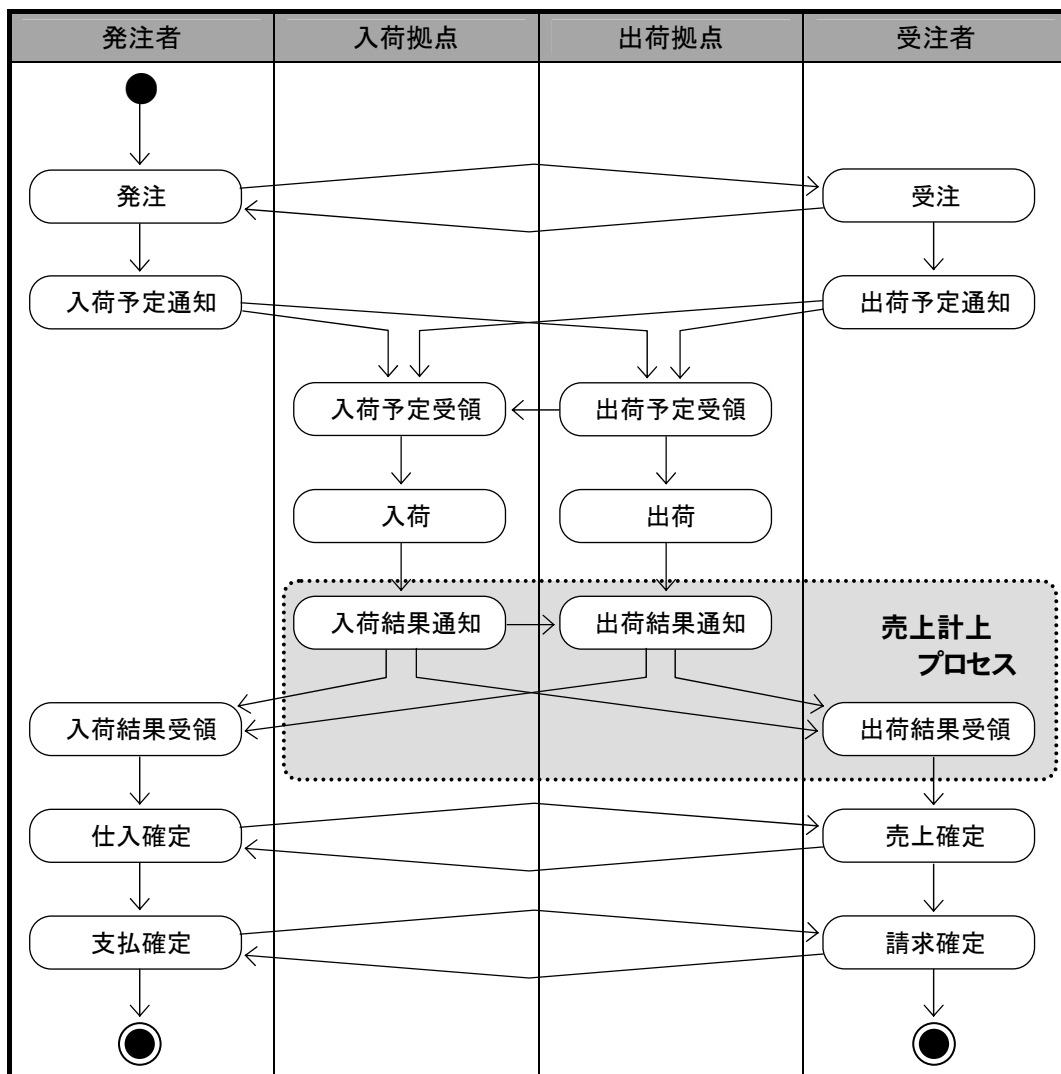 発注者
入荷拠点
出荷拠点
受注者
発注
受注
入荷予定通知
出荷予定通知
入荷予定受領
出荷予定受領
入荷
出荷
入荷結果通知
出荷結果通知
売上計上
プロセス
入荷結果受領
出荷結果受領
仕入確定
売上確定
支払確定
請求確定